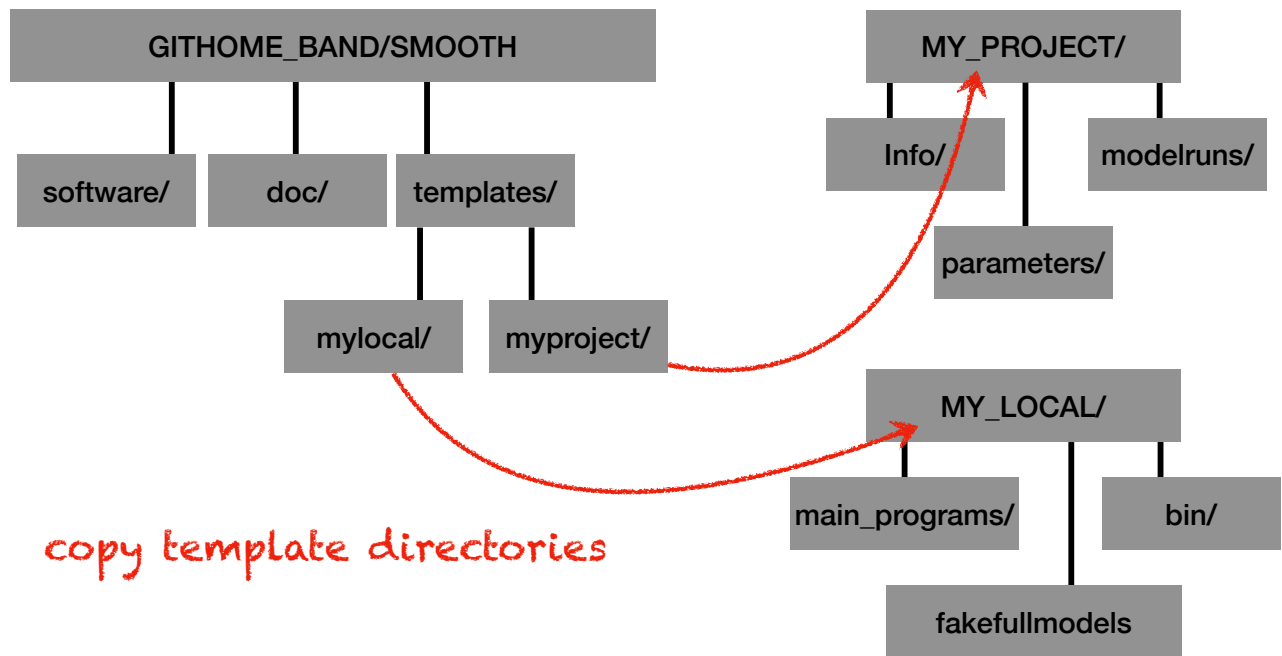 GITHOME_BAND/SMOOTH
software/
doc/
templates/
mylocal/
myproject/
MY_PROJECT/
Info/
modelruns/
parameters/
MY_LOCAL/
main_programs/
bin/
fakefullmodels
copy template directories